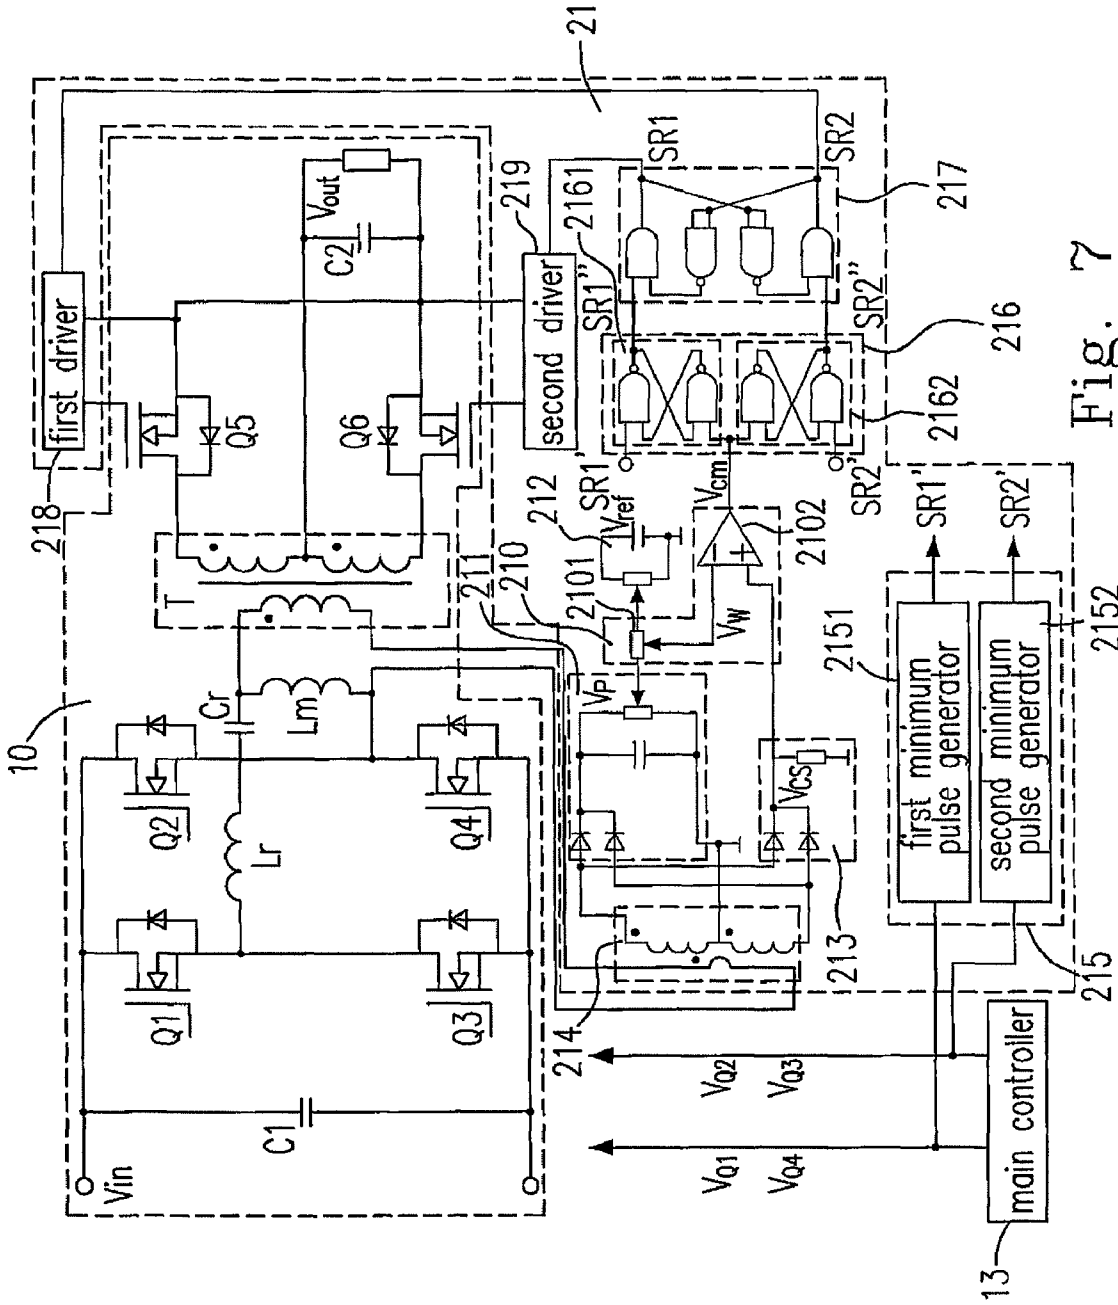 10
Vin
C1
Q1
Q2
Q3
Q4
Lr
Cr
Lm
T
218
first driver
Q5
Q6
C2
Vout
21
second driver
219
211
210
2101
212
Vref
VP
VW
Vcm
2102
VCS
213
214
SR1'
SR1''
2161
SR2'
SR2''
2162
216
SR1
SR2
217
2151
first minimum
pulse generator
SR1'
second minimum
pulse generator
SR2'
2152
215
VQ1
VQ4
VQ2
VQ3
main controller
13
Fig. 7